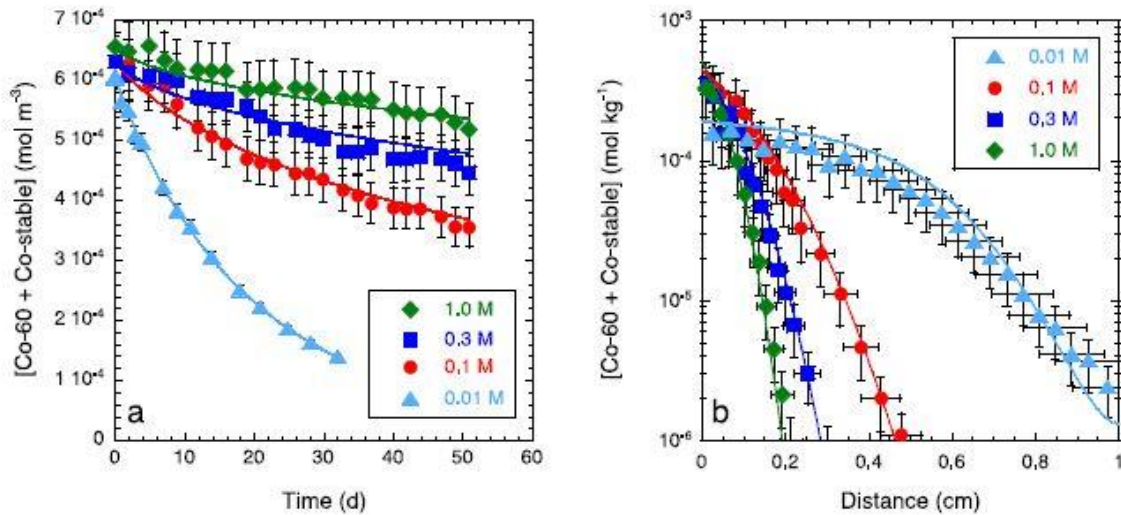 7 10⁻⁴
6 10⁻⁴
5 10⁻⁴
4 10⁻⁴
3 10⁻⁴
2 10⁻⁴
1 10⁻⁴
0
[Co-60 + Co-stable] (mol m⁻³)
1.0 M
0.3 M
0,1 M
0.01 M
a
0 10 20 30 40 50 60
Time (d)
10⁻³
10⁻⁴
10⁻⁵
10⁻⁶
[Co-60 + Co-stable] (mol kg⁻¹)
0.01 M
0,1 M
0,3 M
1.0 M
b
0 0,2 0,4 0,6 0,8 1
Distance (cm)